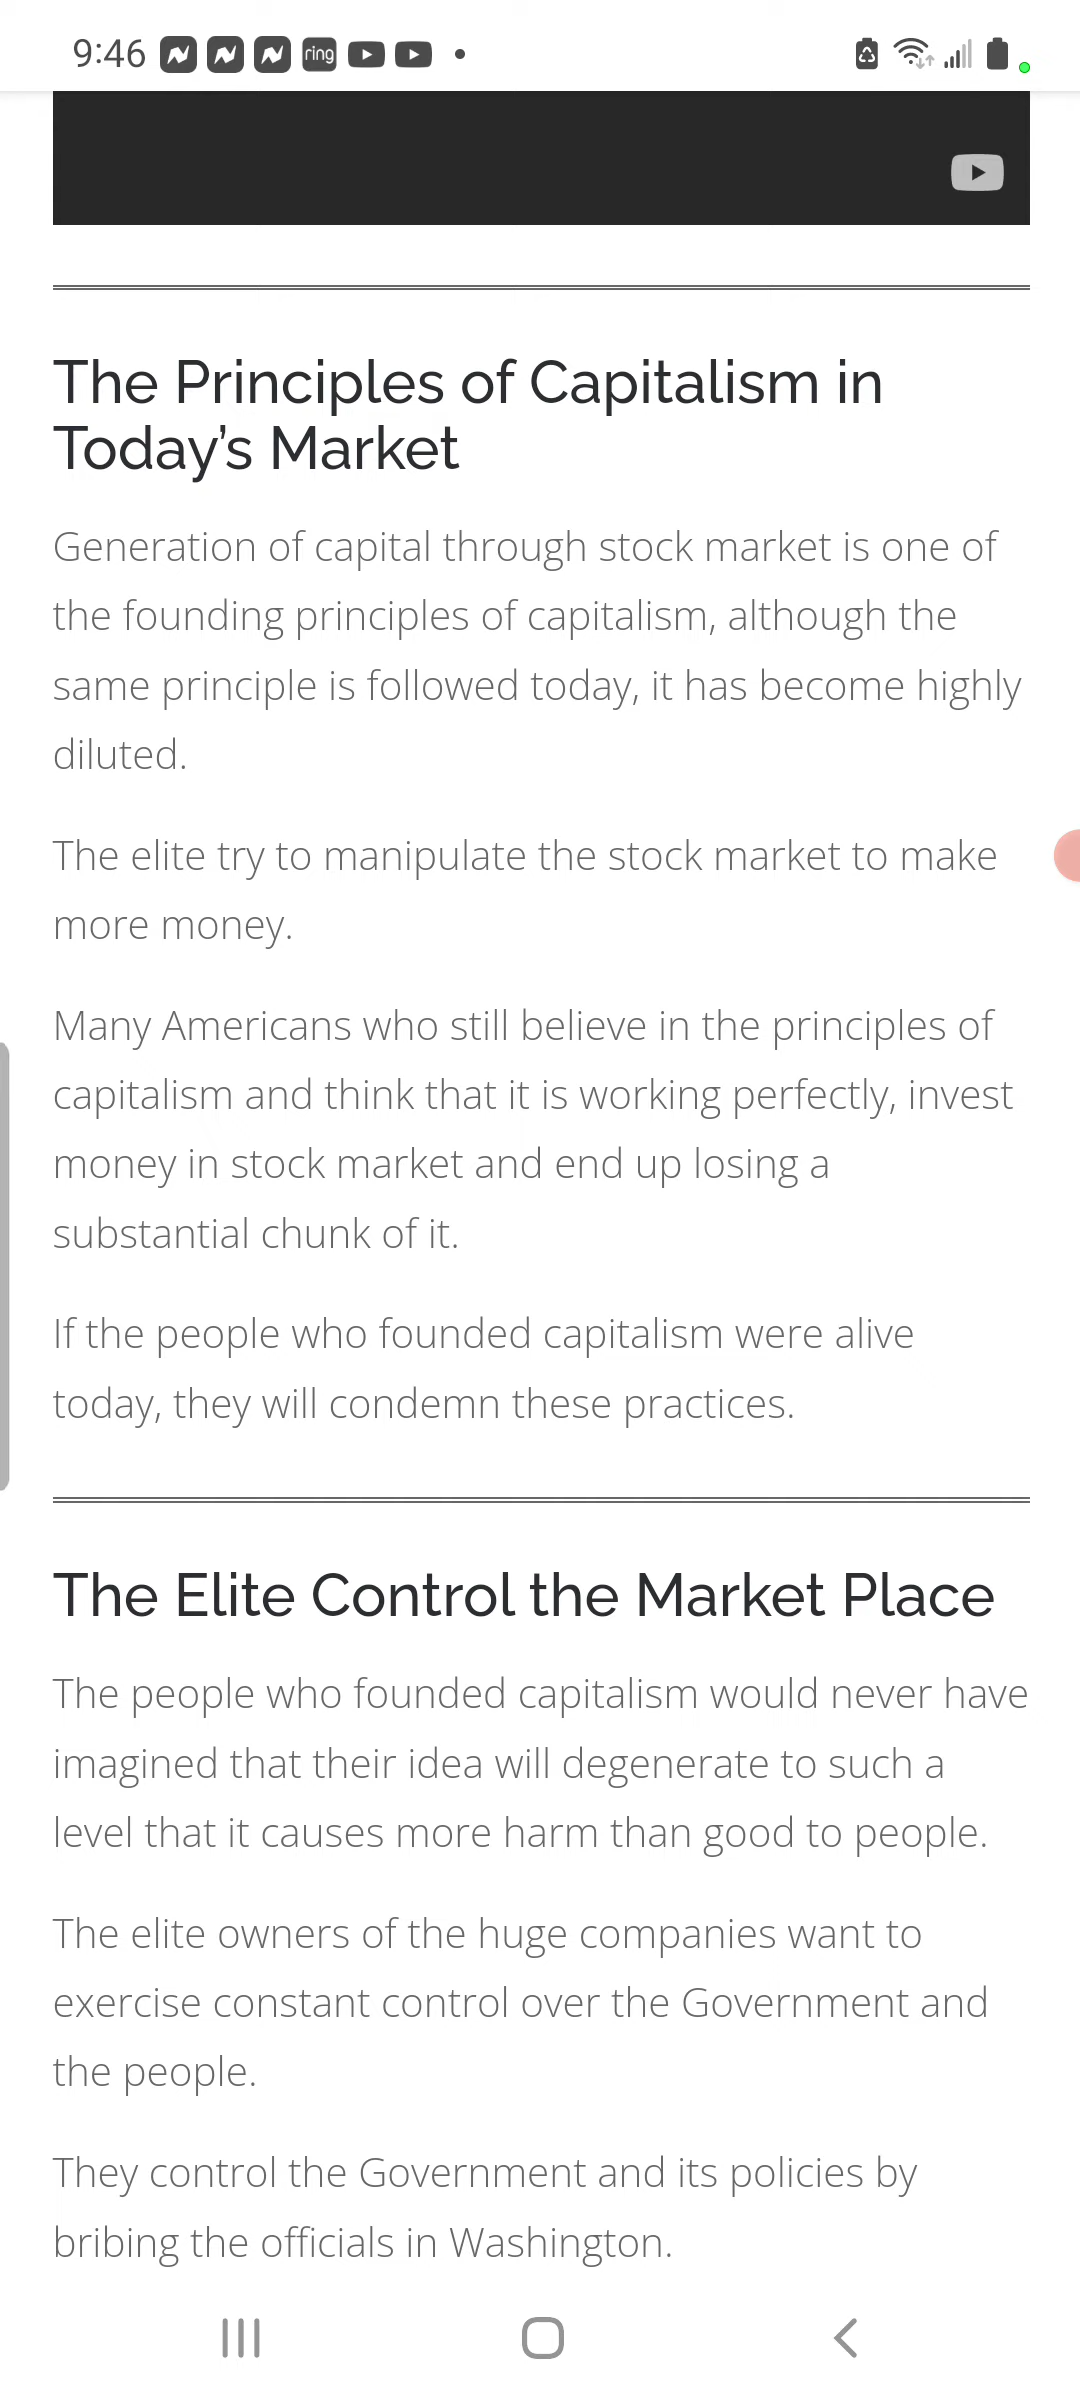 9:46
ring
The Principles of Capitalism in
Today's Market
Generation of capital through stock market is one of
the founding principles of capitalism, although the
same principle is followed today, it has become highly
diluted.
The elite try to manipulate the stock market to make
more money.
Many Americans who still believe in the principles of
capitalism and think that it is working perfectly, invest
money in stock market and end up losing a
substantial chunk of it.
If the people who founded capitalism were alive
today, they will condemn these practices.
The Elite Control the Market Place
The people who founded capitalism would never have
imagined that their idea will degenerate to such a
level that it causes more harm than good to people.
The elite owners of the huge companies want to
exercise constant control over the Government and
the people.
They control the Government and its policies by
bribing the officials in Washington.